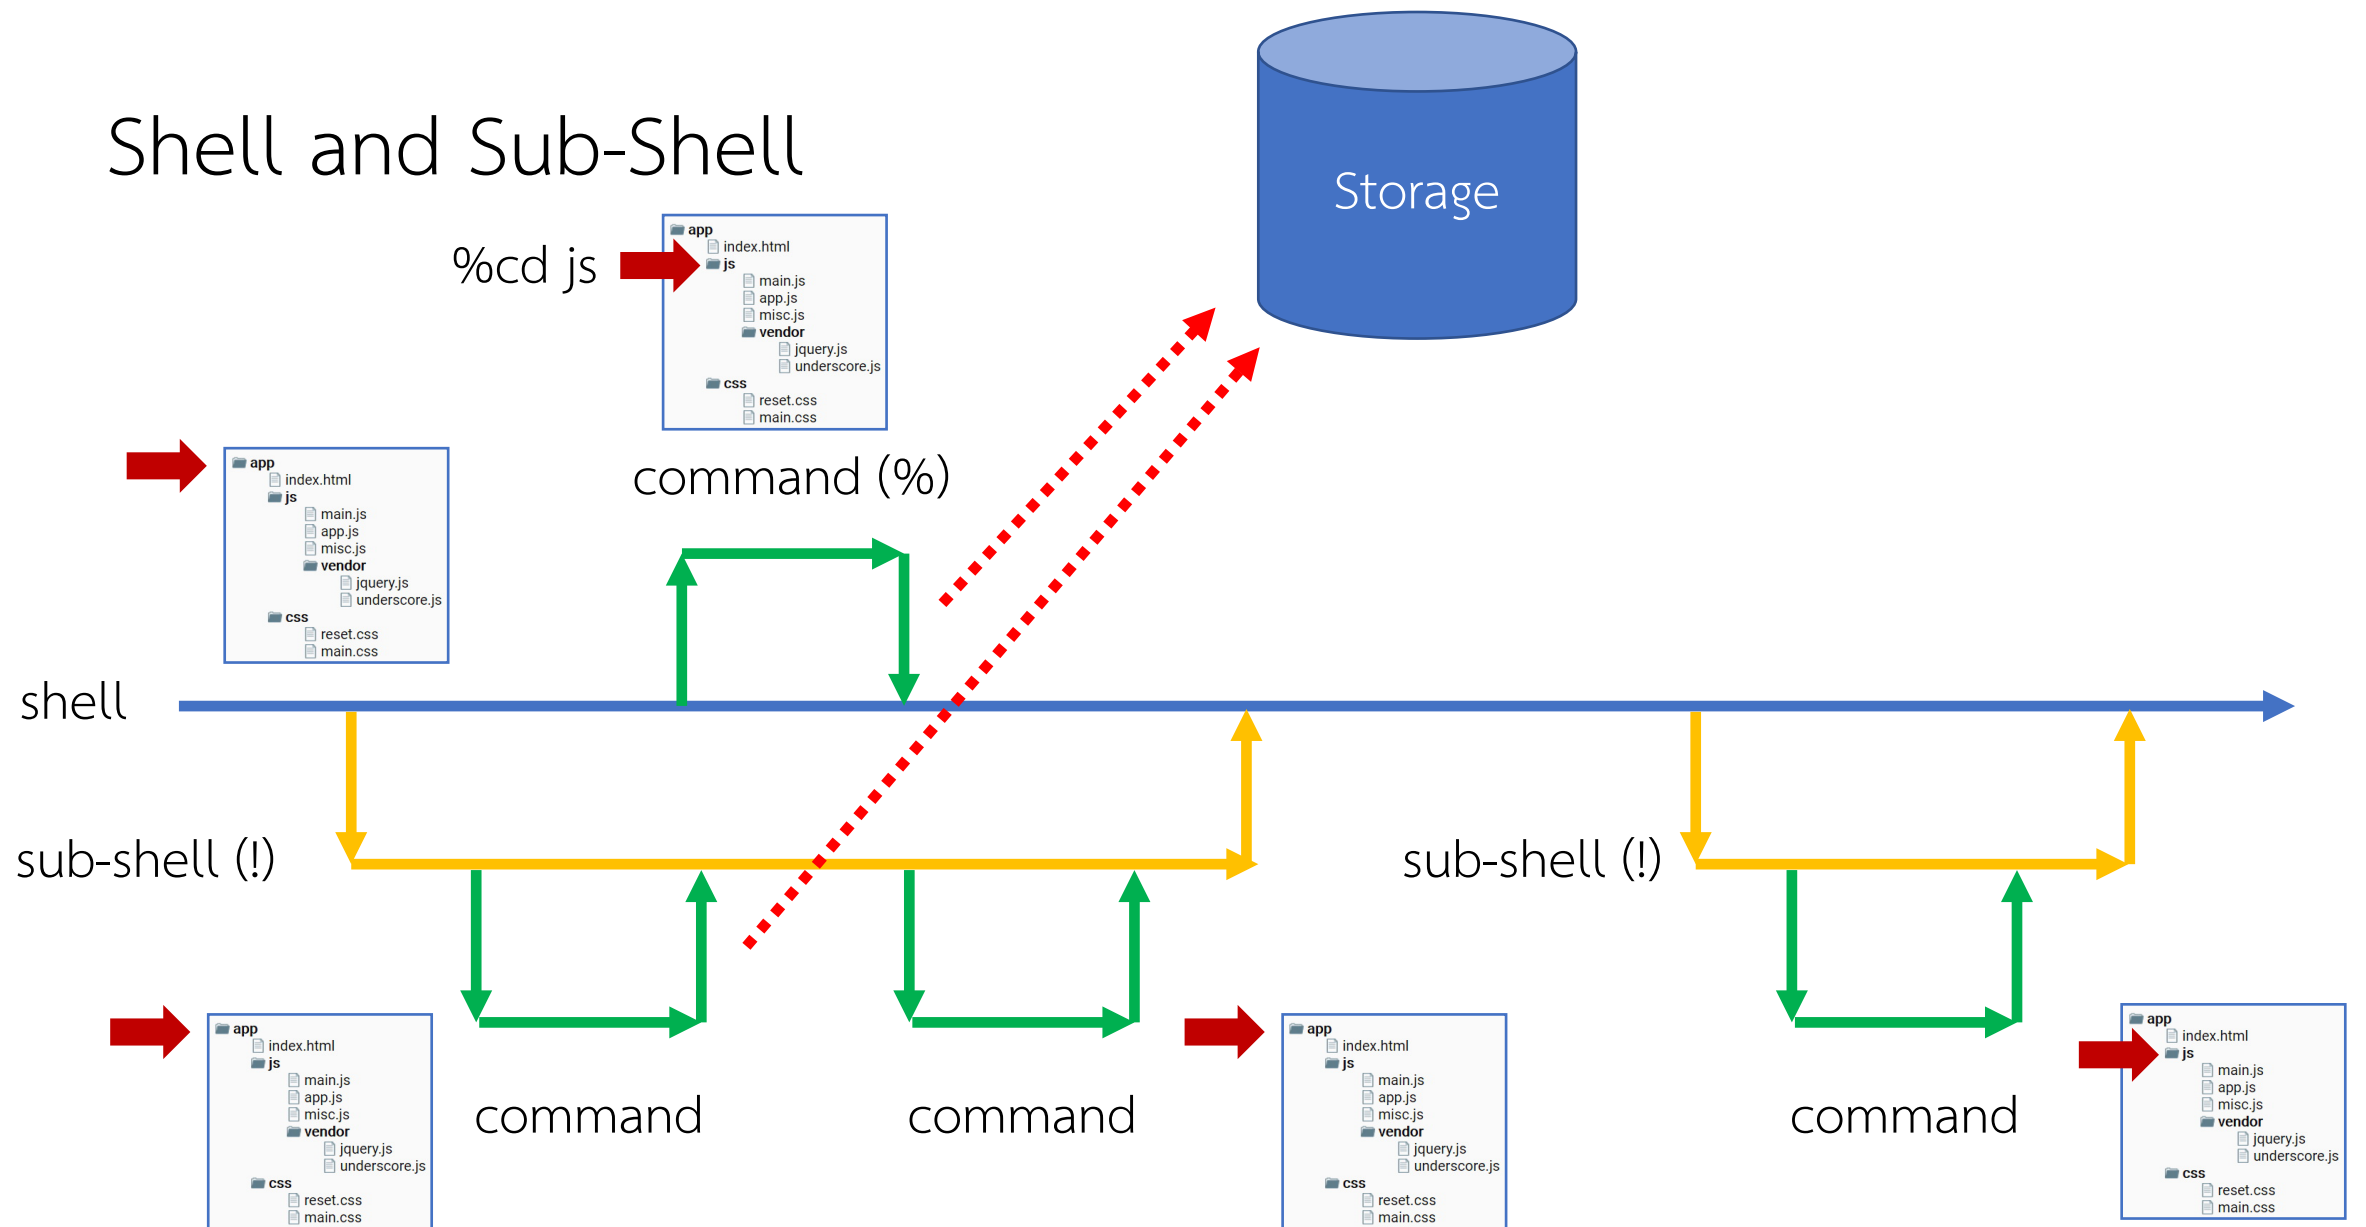 Shell and Sub-Shell
Storage
%cd js
app
index.html
js
main.js
app.js
misc.js
vendor
jquery.js
underscore.js
css
reset.css
main.css
command (%)
app
index.html
js
main.js
app.js
misc.js
vendor
jquery.js
underscore.js
css
reset.css
main.css
shell
sub-shell (!)
sub-shell (!)
app
index.html
js
main.js
app.js
misc.js
vendor
jquery.js
underscore.js
css
reset.css
main.css
command
command
app
index.html
js
main.js
app.js
misc.js
vendor
jquery.js
underscore.js
css
reset.css
main.css
command
app
index.html
js
main.js
app.js
misc.js
vendor
jquery.js
underscore.js
css
reset.css
main.css